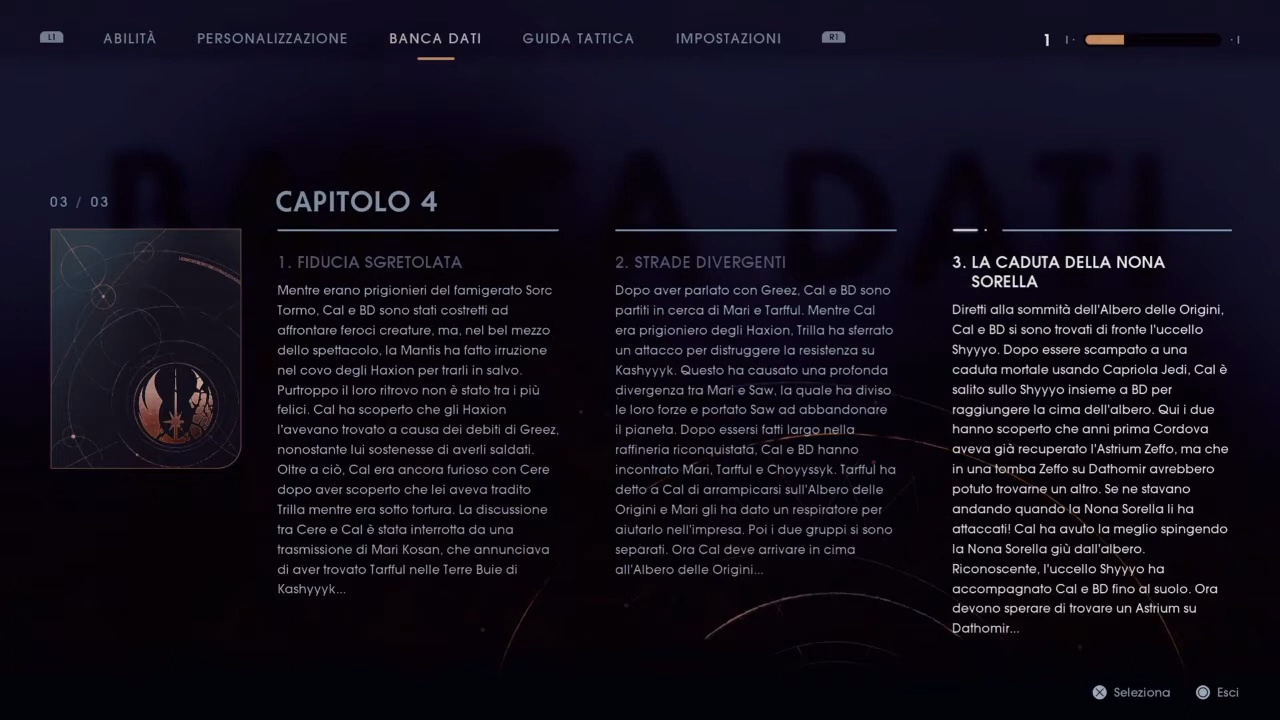 L1
ABILITÀ
PERSONALIZZAZIONE
BANCA DATI
GUIDA TATTICA
IMPOSTAZIONI
R1
1
BANCA DATI
03 / 03
CAPITOLO 4
1. FIDUCIA SGRETOLATA
Mentre erano prigionieri del famigerato Sorc
Tormo, Cal e BD sono stati costretti ad
affrontare feroci creature, ma, nel bel mezzo
dello spettacolo, la Mantis ha fatto irruzione
nel covo degli Haxion per trarli in salvo.
Purtroppo il loro ritrovo non è stato tra i più
felici. Cal ha scoperto che gli Haxion
l'avevano trovato a causa dei debiti di Greez,
nonostante lui sostenesse di averli saldati.
Oltre a ciò, Cal era ancora furioso con Cere
dopo aver scoperto che lei aveva tradito
Trilla mentre era sotto tortura. La discussione
tra Cere e Cal è stata interrotta da una
trasmissione di Mari Kosan, che annunciava
di aver trovato Tarfful nelle Terre Buie di
Kashyyyk...
2. STRADE DIVERGENTI
Dopo aver parlato con Greez, Cal e BD sono
partiti in cerca di Mari e Tarfful. Mentre Cal
era prigioniero degli Haxion, Trilla ha sferrato
un attacco per distruggere la resistenza su
Kashyyyk. Questo ha causato una profonda
divergenza tra Mari e Saw, la quale ha diviso
le loro forze e portato Saw ad abbandonare
il pianeta. Dopo essersi fatti largo nella
raffineria riconquistata, Cal e BD hanno
incontrato Mari, Tarfful e Choyyssyk. Tarfful ha
detto a Cal di arrampicarsi sull'Albero delle
Origini e Mari gli ha dato un respiratore per
aiutarlo nell'impresa. Poi i due gruppi si sono
separati. Ora Cal deve arrivare in cima
all'Albero delle Origini...
3. LA CADUTA DELLA NONA
SORELLA
Diretti alla sommità dell'Albero delle Origini,
Cal e BD si sono trovati di fronte l'uccello
Shyyyo. Dopo essere scampato a una
caduta mortale usando Capriola Jedi, Cal è
salito sullo Shyyyo insieme a BD per
raggiungere la cima dell'albero. Qui i due
hanno scoperto che anni prima Cordova
aveva già recuperato l'Astrium Zeffo, ma che
in una tomba Zeffo su Dathomir avrebbero
potuto trovarne un altro. Se ne stavano
andando quando la Nona Sorella li ha
attaccati! Cal ha avuto la meglio spingendo
la Nona Sorella giù dall'albero.
Riconoscente, l'uccello Shyyyo ha
accompagnato Cal e BD fino al suolo. Ora
devono sperare di trovare un Astrium su
Dathomir...
Seleziona
Esci